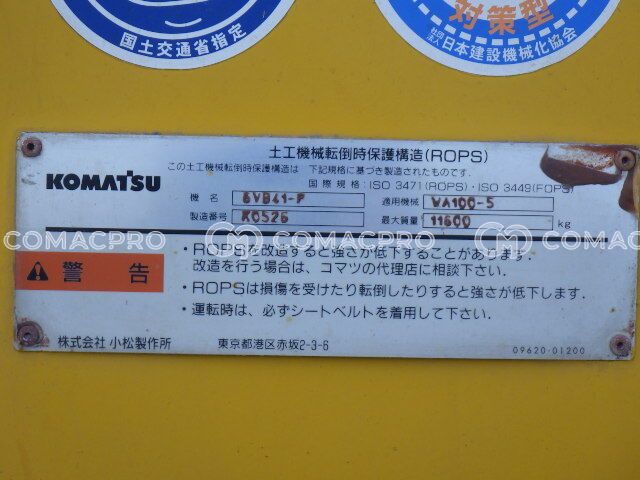 国土交通省指定
対策型
社団法人 日本建設機械化協会
土工機械転倒時保護構造(ROPS)
この土工機械転倒時保護構造は 下記規格に基づき製造されたものです.
国際規格:ISO 3471(ROPS)・ISO 3449(FOPS)
KOMATSU
機名 6VB41-P 適用機械 WA100-5
製造番号 K0526 最大質量 11600 kg
COMACPRO COMACPRO COMACPRO
警告
・ROPSを改造すると強さが低下することがあります.
改造を行う場合は、コマツの代理店に相談下さい.
・ROPSは損傷を受けたり転倒したりすると強さが低下します.
・運転時は、必ずシートベルトを着用して下さい.
株式会社 小松製作所 東京都港区赤坂2-3-6
09620-01200